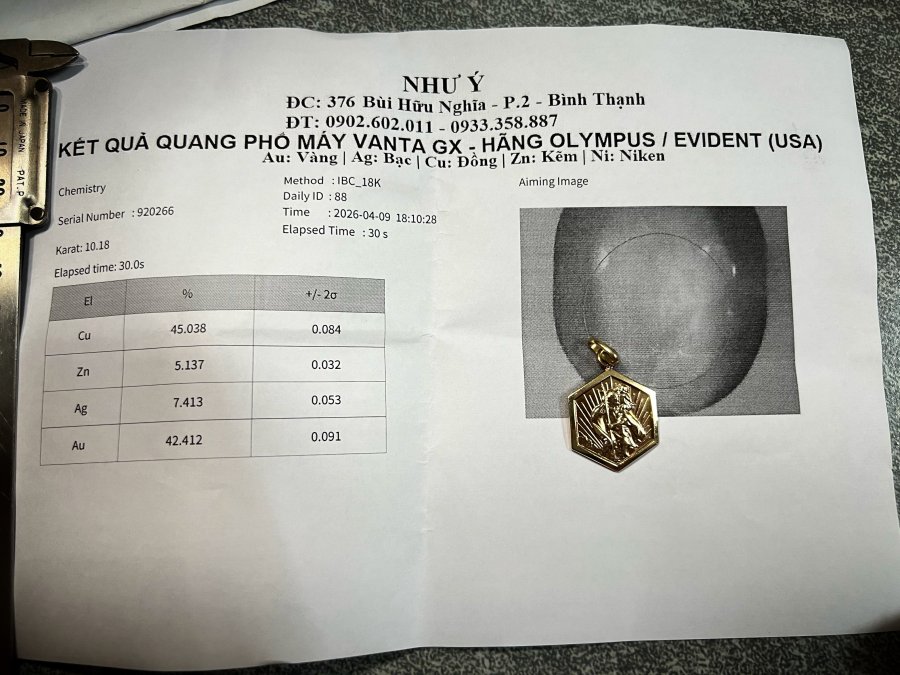 NHƯ Ý
ĐC: 376 Bùi Hữu Nghĩa - P.2 - Bình Thạnh
ĐT: 0902.602.011 - 0933.358.887
KẾT QUẢ QUANG PHỔ MÁY VANTA GX - HÃNG OLYMPUS / EVIDENT (USA)
Au: Vàng | Ag: Bạc | Cu: Đồng | Zn: Kẽm | Ni: Niken
Chemistry
Serial Number : 920266
Karat: 10.18
Elapsed time: 30.0s
Method : IBC_18K
Daily ID : 88
Time : 2026-04-09 18:10:28
Elapsed Time : 30 s
Aiming Image
El % +/- 2σ
Cu 45.038 0.084
Zn 5.137 0.032
Ag 7.413 0.053
Au 42.412 0.091
MADE IN JAPAN
PAT.P